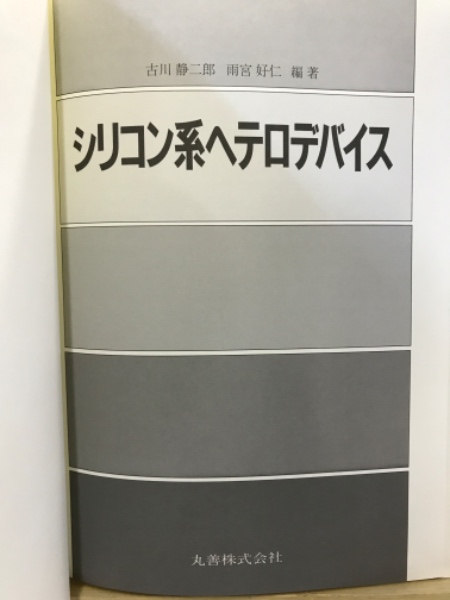 古川 静二郎 雨宮 好仁 編 著
シリコン系ヘテロデバイス
丸善株式会社